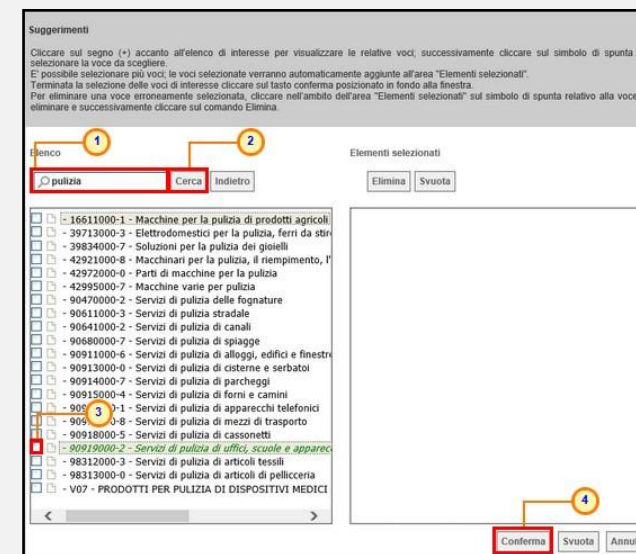 Suggerimenti
Cliccare sul segno (+) accanto all'elenco di interesse per visualizzare le relative voci; successivamente cliccare sul simbolo di spunta
selezionare la voce da scegliere.
E' possibile selezionare più voci; le voci selezionate verranno automaticamente aggiunte all'area "Elementi selezionati".
Terminata la selezione delle voci di interesse cliccare sul tasto conferma posizionato in fondo alla finestra.
Per eliminare una voce erroneamente selezionata, cliccare nell'ambito dell'area "Elementi selezionati" sul simbolo di spunta relativo alla voce
eliminare e successivamente cliccare sul comando Elimina.
1 2
Elenco Elementi selezionati
pulizia Cerca Indietro Elimina Svuota
- 16611000-1 - Macchine per la pulizia di prodotti agricoli
- 39713000-3 - Elettrodomestici per la pulizia, ferri da stir
- 39834000-7 - Soluzioni per la pulizia dei gioielli
- 42921000-8 - Macchinari per la pulizia, il riempimento, l'
- 42972000-0 - Parti di macchine per la pulizia
- 42995000-7 - Macchine varie per pulizia
- 90470000-2 - Servizi di pulizia delle fognature
- 90611000-3 - Servizi di pulizia stradale
- 90641000-2 - Servizi di pulizia di canali
- 90680000-7 - Servizi di pulizia di spiagge
- 90911000-6 - Servizi di pulizia di alloggi, edifici e finestr
- 90913000-0 - Servizi di pulizia di cisterne e serbatoi
- 90914000-7 - Servizi di pulizia di parcheggi
- 90915000-4 - Servizi di pulizia di forni e camini
-1 - Servizi di pulizia di apparecchi telefonici
3
-8 - Servizi di pulizia di mezzi di trasporto
- 90918000-5 - Servizi di pulizia di cassonetti
- 90919000-2 - Servizi di pulizia di uffici, scuole e apparec
- 98312000-3 - Servizi di pulizia di articoli tessili
- 98313000-0 - Servizi di pulizia di articoli di pellicceria
- V07 - PRODOTTI PER PULIZIA DI DISPOSITIVI MEDICI
4
Conferma Svuota Annul